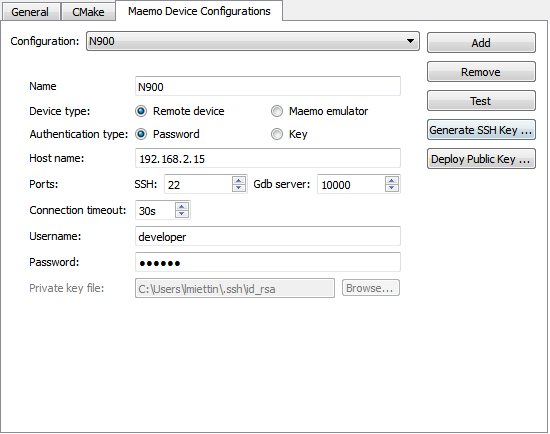 General CMake Maemo Device Configurations
Configuration: N900 Add
Remove
Name N900
Test
Device type: Remote device Maemo emulator
Authentication type: Password Key Generate SSH Key ...
Host name: 192.168.2.15 Deploy Public Key ...
Ports: SSH: 22 Gdb server: 10000
Connection timeout: 30s
Username: developer
Password: ●●●●●●
Private key file: C:\Users\lmiettin\.ssh\id_rsa Browse...